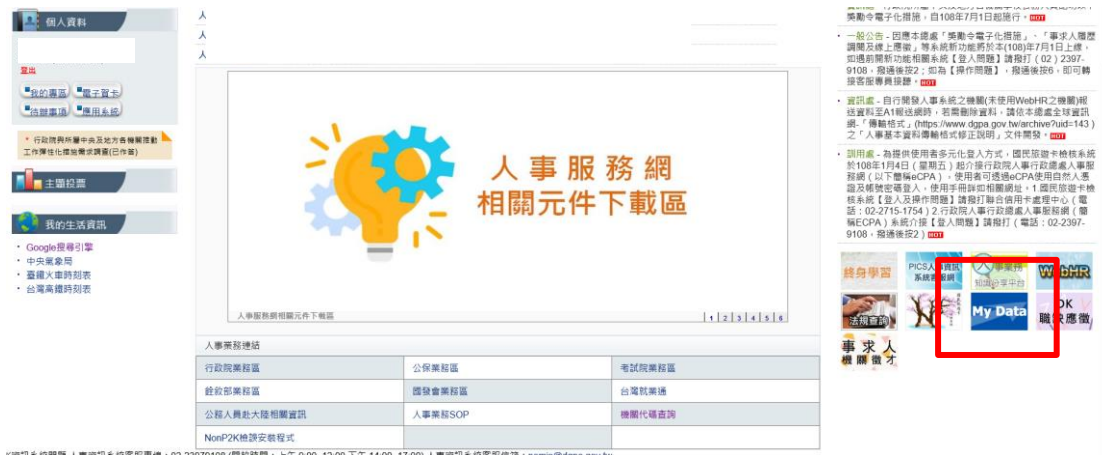 個人資料
登出
我的專區 電子賀卡
待辦事項 應用系統
* 行政院與所屬中央及地方各機關推動
工作彈性化措施需求調查(已作答)
主題投票
我的生活資訊
Google搜尋引擎
中央氣象局
臺鐵火車時刻表
台灣高鐵時刻表
人事服務網
相關元件下載區
人事服務網相關元件下載區
| 1 | 2 | 3 | 4 | 5 | 6
人事業務連結
行政院業務區 公保業務區 考試院業務區
銓敘部業務區 國發會業務區 台灣就業通
公務人員赴大陸相關資訊 人事業務SOP 機關代碼查詢
NonP2K檢誤安裝程式
獎勵令電子化措施，自108年7月1日起施行。HOT
一般公告 - 因應本總處「獎勵令電子化措施」、「事求人履歷
調閱及線上應徵」等系統新功能將於本(108)年7月1日上線，
如遇前開新功能相關系統【登入問題】請撥打（02）2397-
9108，撥通後按2；如為【操作問題】，撥通後按6，即可轉
接客服專員接聽。HOT
資訊處 - 自行開發人事系統之機關(未使用WebHR之機關)報
送資料至A1報送網時，若需刪除資料，請依本總處全球資訊
網-「傳輸格式」(https://www.dgpa.gov.tw/archive?uid=143)
之「人事基本資料傳輸格式修正說明」文件開發。HOT
訓用處 - 為提供使用者多元化登入方式，國民旅遊卡檢核系統
於108年1月4日（星期五）起介接行政院人事行政總處人事服
務網（以下簡稱eCPA），使用者可透過eCPA使用自然人憑
證及帳號密碼登入，使用手冊詳如相關網址。1.國民旅遊卡檢
核系統【登入及操作問題】請撥打聯合信用卡處理中心（電
話：02-2715-1754）2.行政院人事行政總處人事服務網（簡
稱ECPA）系統介接【登入問題】請撥打（電話：02-2397-
9108，撥通後按2）HOT
終身學習 PICS人事資訊 系統客服網 人事業務 知識分享平台 WebHR
法規查詢 My Data OK 職缺應徵
事求人
機關徵才